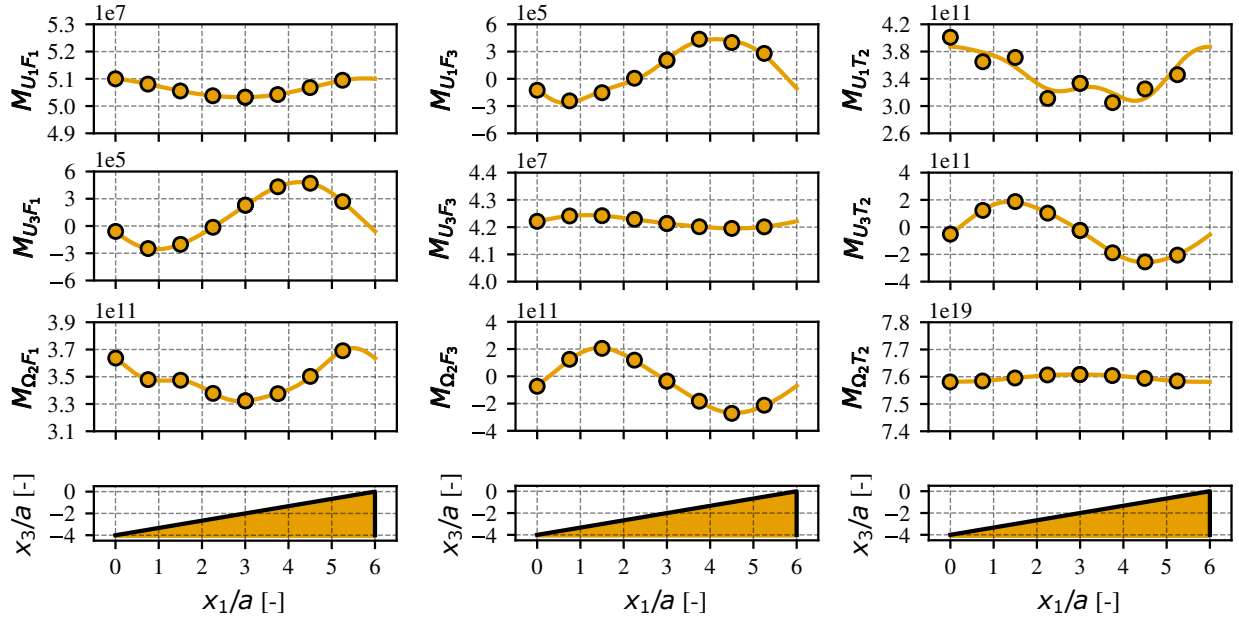 1e7
5.3
5.2
5.1
5.0
4.9
M_{U_1F_1}
1e5
6
3
0
−3
−6
M_{U_1F_3}
1e11
4.2
3.8
3.4
3.0
2.6
M_{U_1T_2}
1e5
6
3
0
−3
−6
M_{U_3F_1}
1e7
4.4
4.3
4.2
4.1
4.0
M_{U_3F_3}
1e11
4
2
0
−2
−4
M_{U_3T_2}
1e11
3.9
3.7
3.5
3.3
3.1
M_{Ω_2F_1}
1e11
4
2
0
−2
−4
M_{Ω_2F_3}
1e19
7.8
7.7
7.6
7.5
7.4
M_{Ω_2T_2}
0
−2
−4
x_3/a [-]
0 1 2 3 4 5 6
x_1/a [-]
0
−2
−4
x_3/a [-]
0 1 2 3 4 5 6
x_1/a [-]
0
−2
−4
x_3/a [-]
0 1 2 3 4 5 6
x_1/a [-]